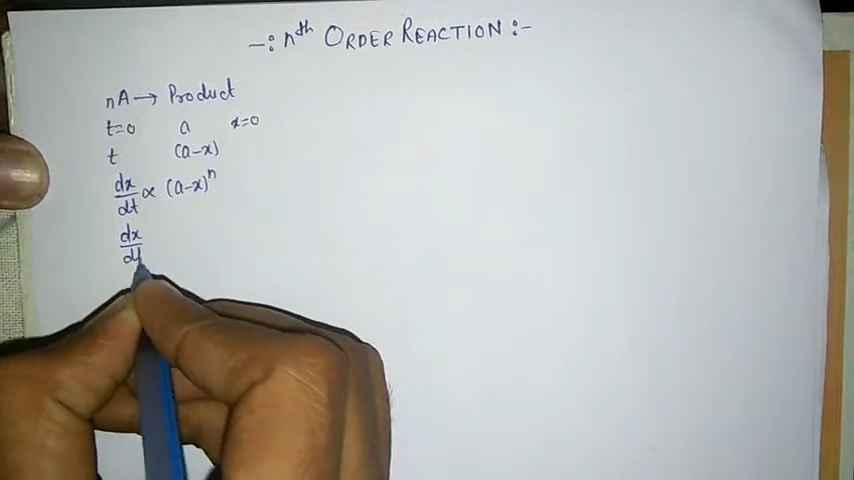 -: nth ORDER REACTION :-
nA → Product
t=0 a x=0
t (a-x)
dx/dt ∝ (a-x)^n
dx/dt